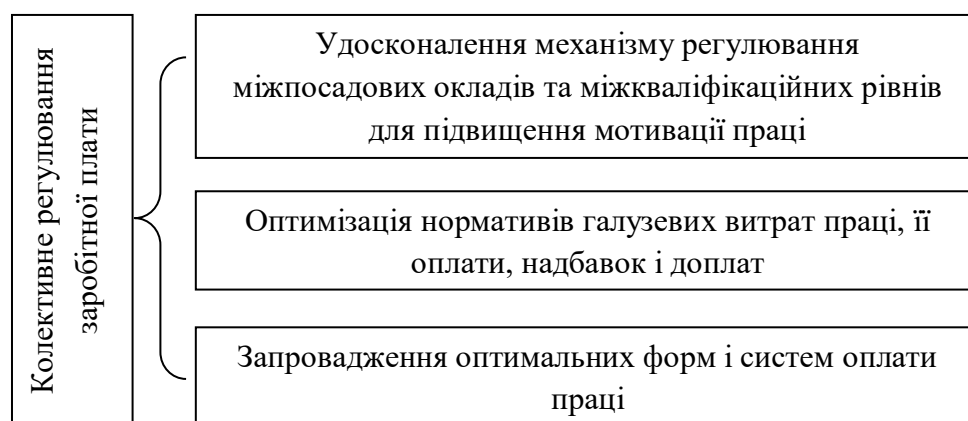 Колективне регулювання
заробітної плати
Удосконалення механізму регулювання
міжпосадових окладів та міжкваліфікаційних рівнів
для підвищення мотивації праці
Оптимізація нормативів галузевих витрат праці, її
оплати, надбавок і доплат
Запровадження оптимальних форм і систем оплати
праці